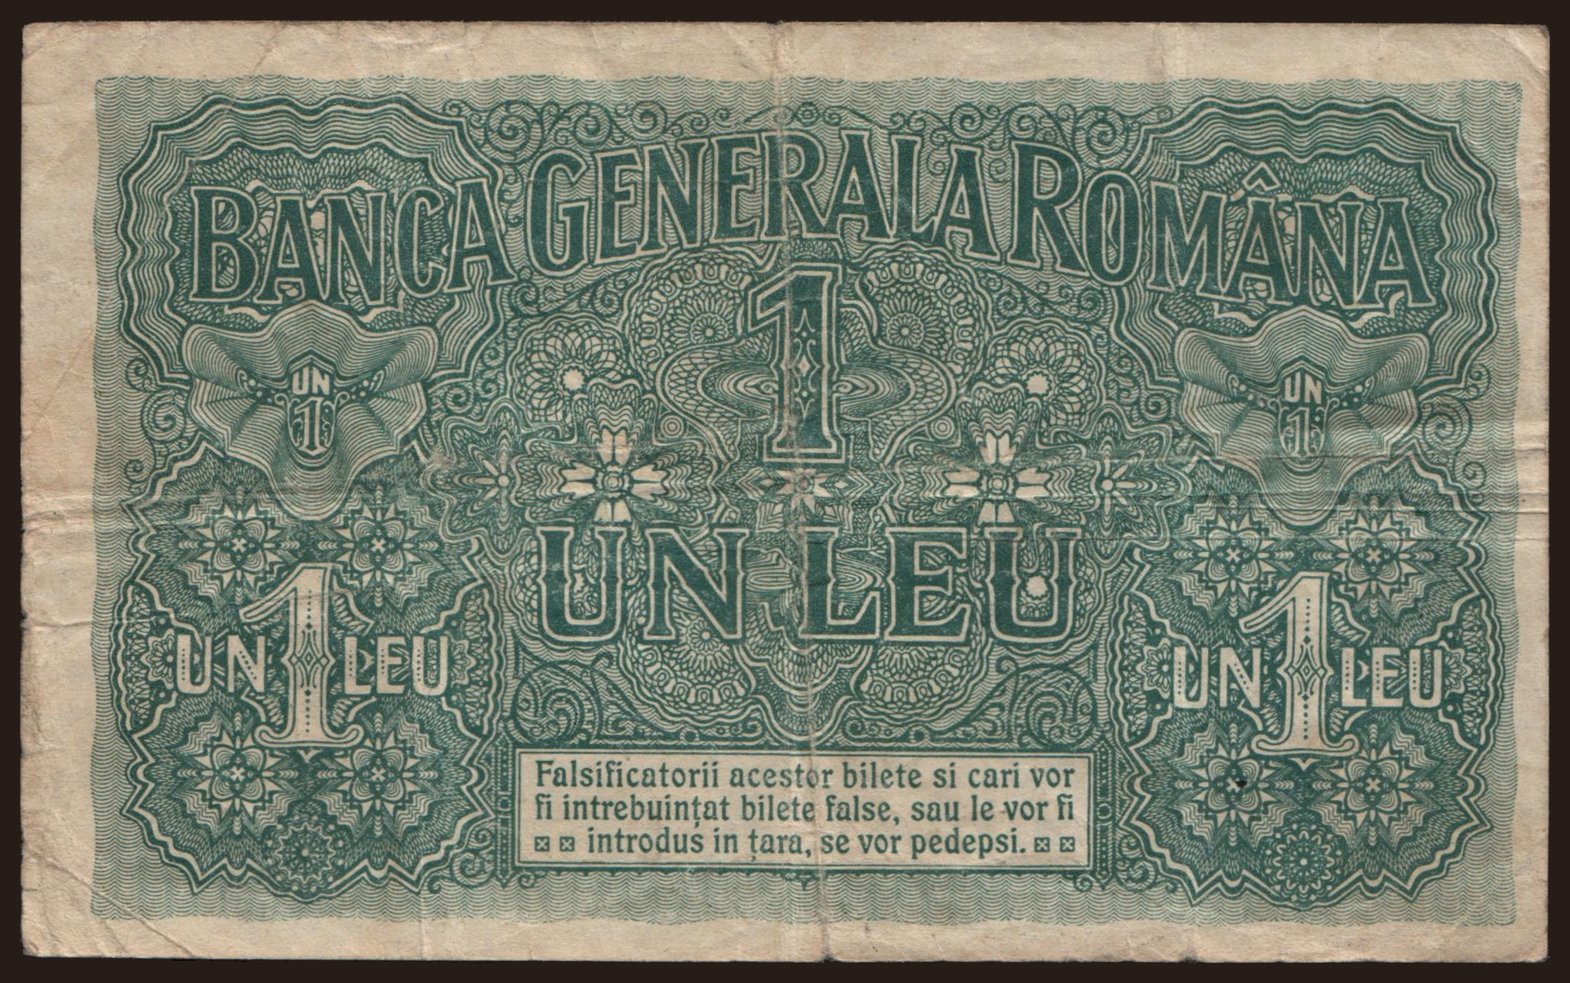 BANCA GENERALA ROMÂNA
1
UN
1
UN
1
UN LEU
UN 1 LEU
UN 1 LEU
Falsificatorii acestor bilete si cari vor
fi intrebuințat bilete false, sau le vor fi
introdus in țara, se vor pedepsi.